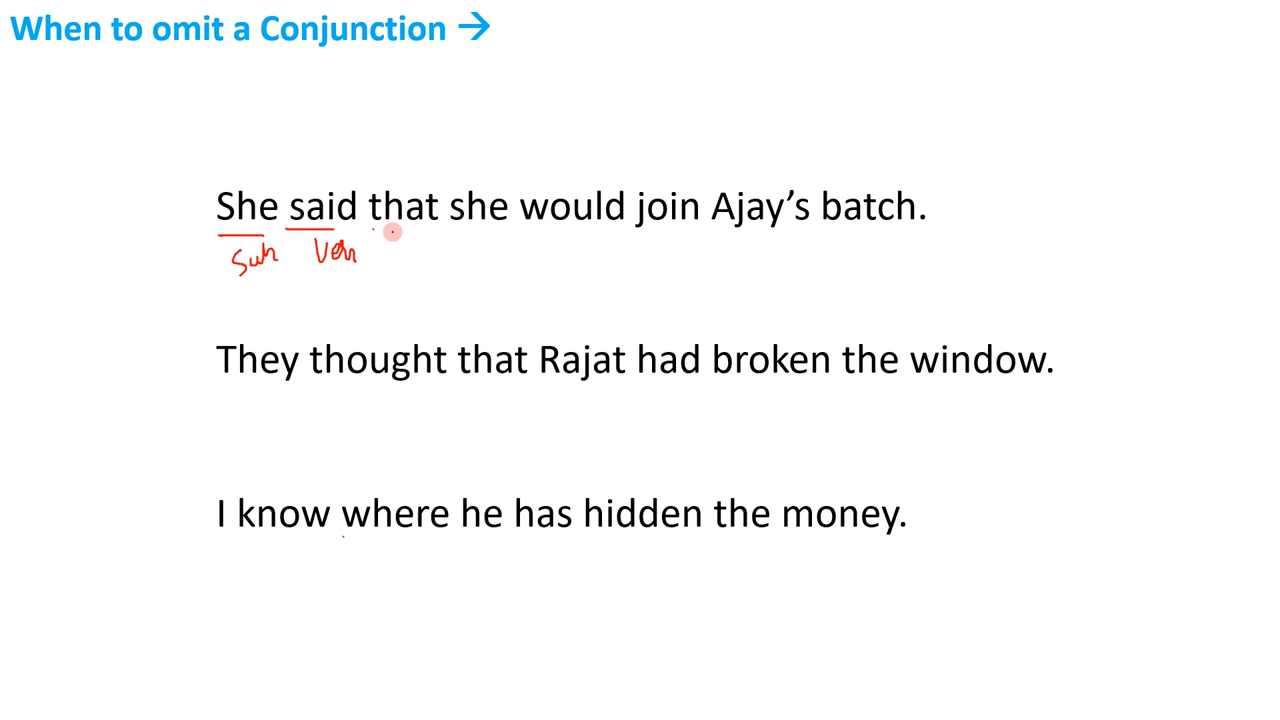 When to omit a Conjunction →
She said that she would join Ajay's batch.
Sub Verb
They thought that Rajat had broken the window.
I know where he has hidden the money.